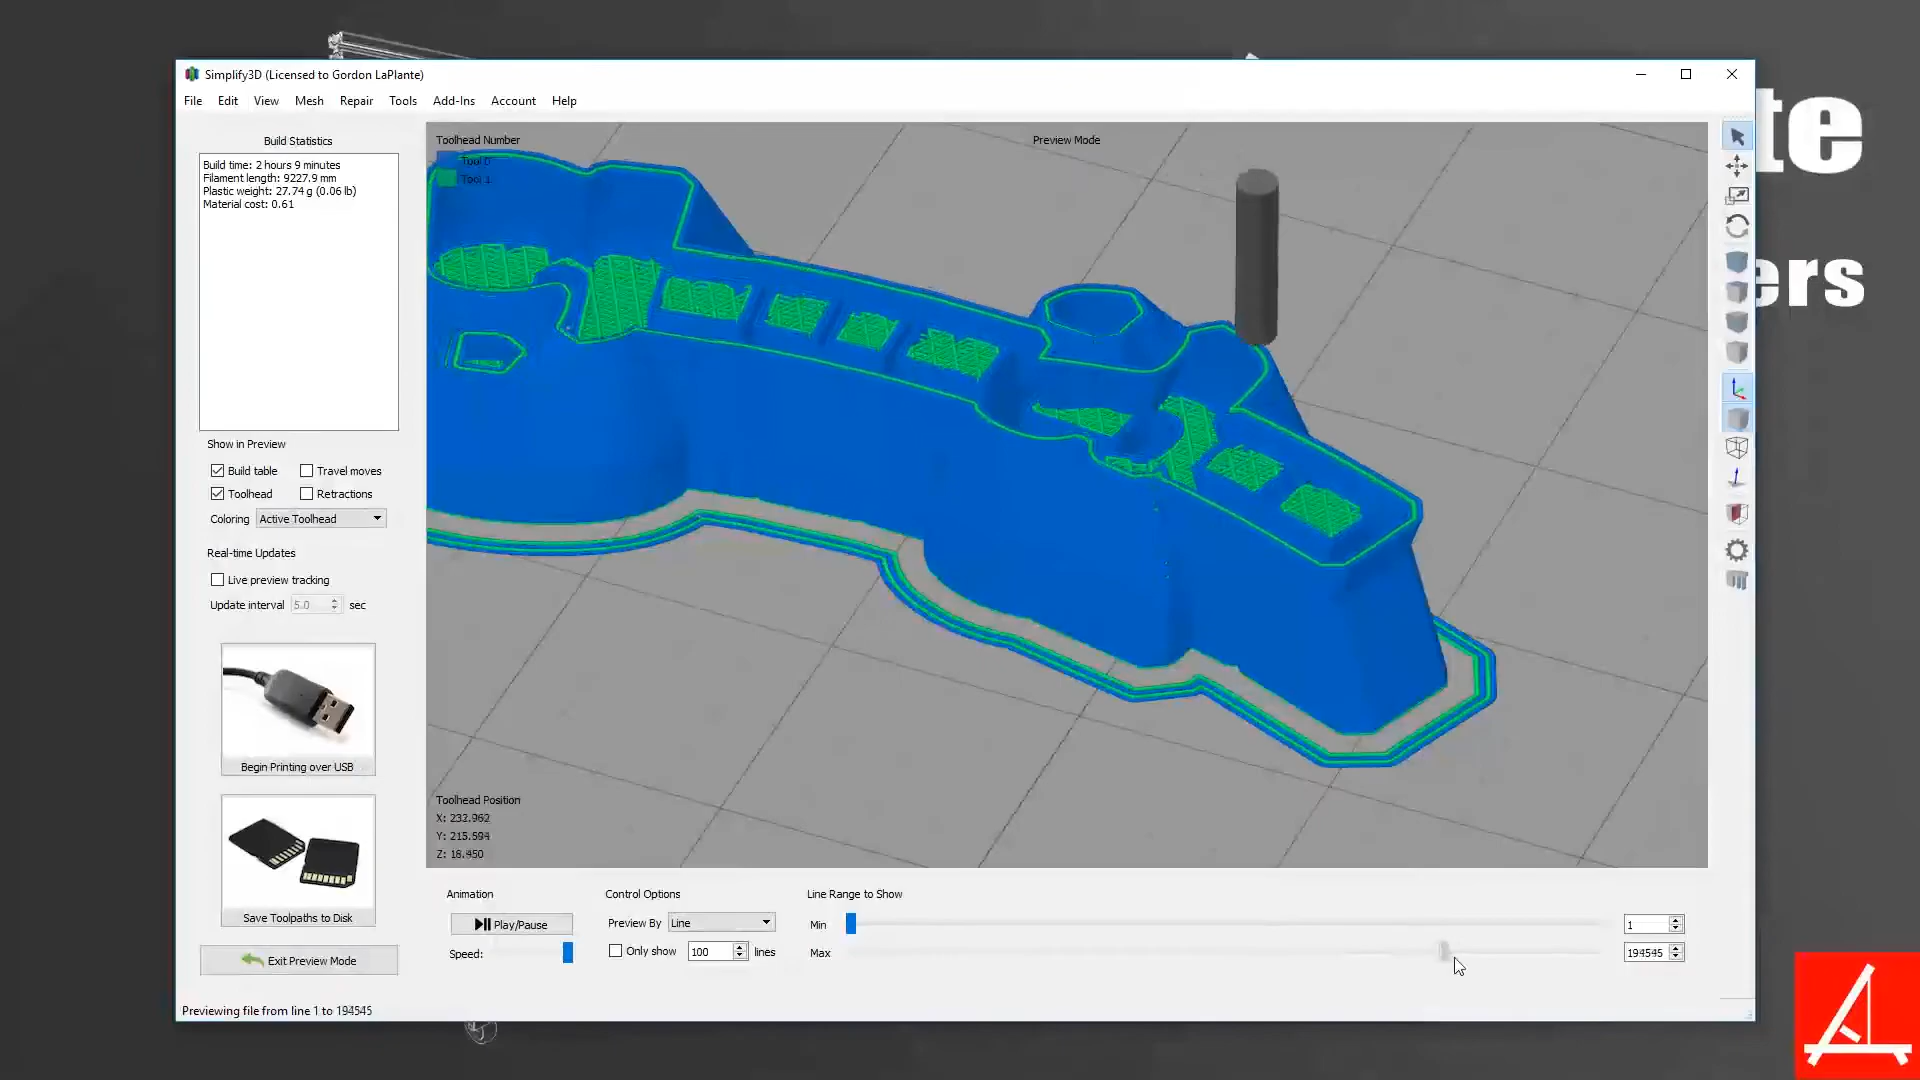 te
ers
Simplify3D (Licensed to Gordon LaPlante)
File Edit View Mesh Repair Tools Add-Ins Account Help
Build Statistics
Build time: 2 hours 9 minutes
Filament length: 9227.9 mm
Plastic weight: 27.74 g (0.06 lb)
Material cost: 0.61
Show in Preview
Build table Travel moves
Toolhead Retractions
Coloring Active Toolhead
Real-time Updates
Live preview tracking
Update interval 5.0 sec
Begin Printing over USB
Save Toolpaths to Disk
Exit Preview Mode
Previewing file from line 1 to 194545
Toolhead Number
Tool 0
Tool 1
Preview Mode
Toolhead Position
X: 232.962
Y: 215.594
Z: 18.450
Animation
Play/Pause
Speed:
Control Options
Preview By Line
Only show 100 lines
Line Range to Show
Min 1
Max 194545